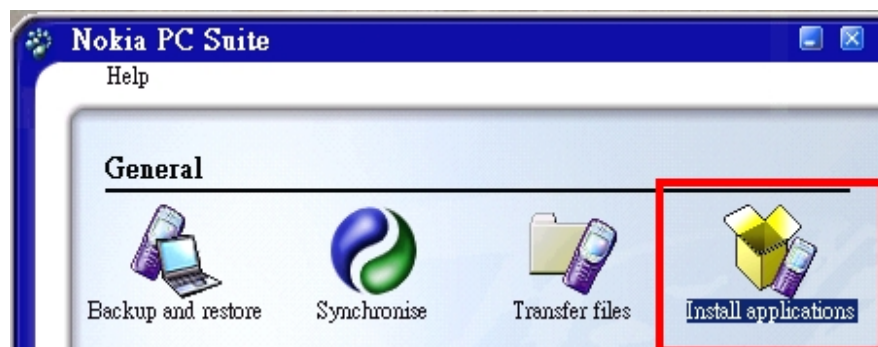 Nokia PC Suite
Help
General
Backup and restore
Synchronise
Transfer files
Install applications